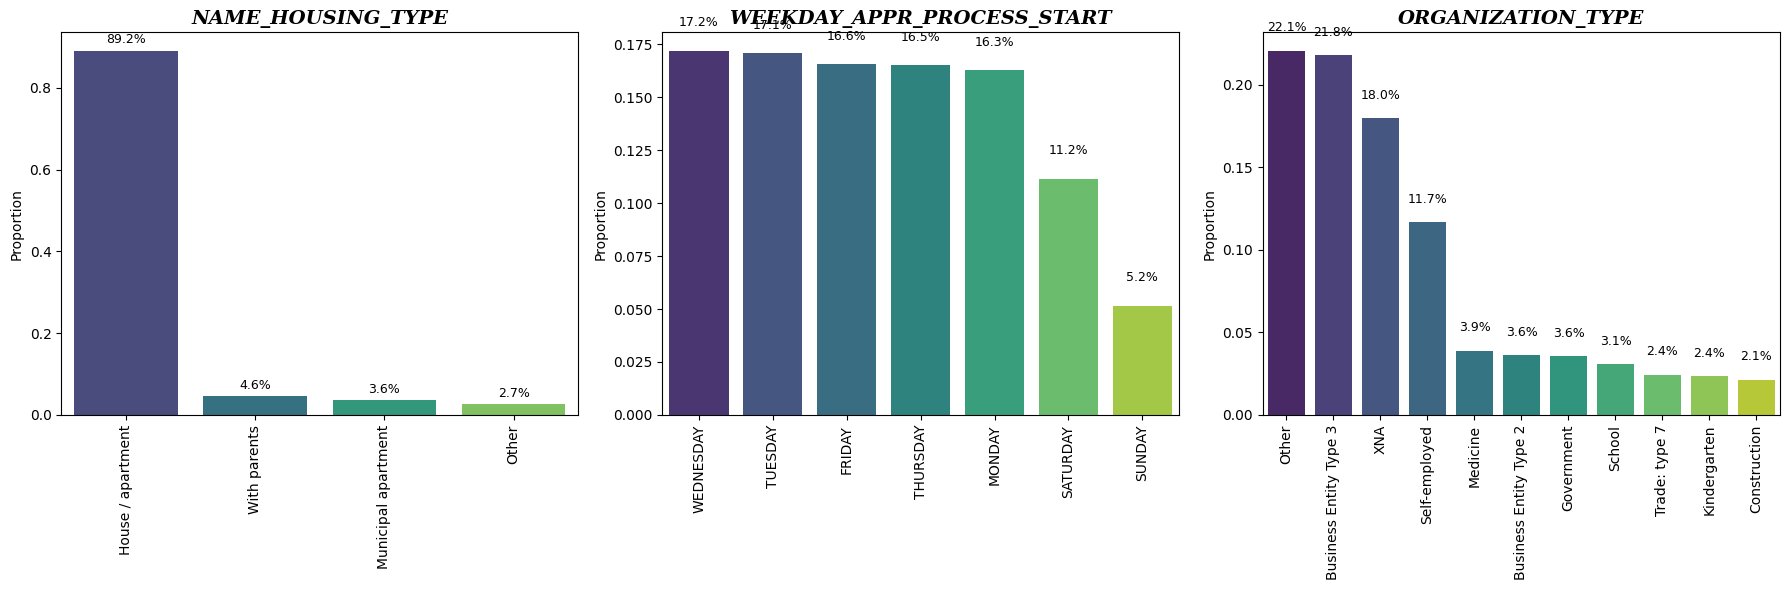 NAME_HOUSING_TYPE
Proportion
0.8
0.6
0.4
0.2
0.0
89.2%
4.6%
3.6%
2.7%
House / apartment
With parents
Municipal apartment
Other
WEEKDAY_APPR_PROCESS_START
Proportion
0.175
0.150
0.125
0.100
0.075
0.050
0.025
0.000
17.2%
17.1%
16.6%
16.5%
16.3%
11.2%
5.2%
WEDNESDAY
TUESDAY
FRIDAY
THURSDAY
MONDAY
SATURDAY
SUNDAY
ORGANIZATION_TYPE
Proportion
0.20
0.15
0.10
0.05
0.00
22.1%
21.8%
18.0%
11.7%
3.9%
3.6%
3.6%
3.1%
2.4%
2.4%
2.1%
Other
Business Entity Type 3
XNA
Self-employed
Medicine
Business Entity Type 2
Government
School
Trade: type 7
Kindergarten
Construction